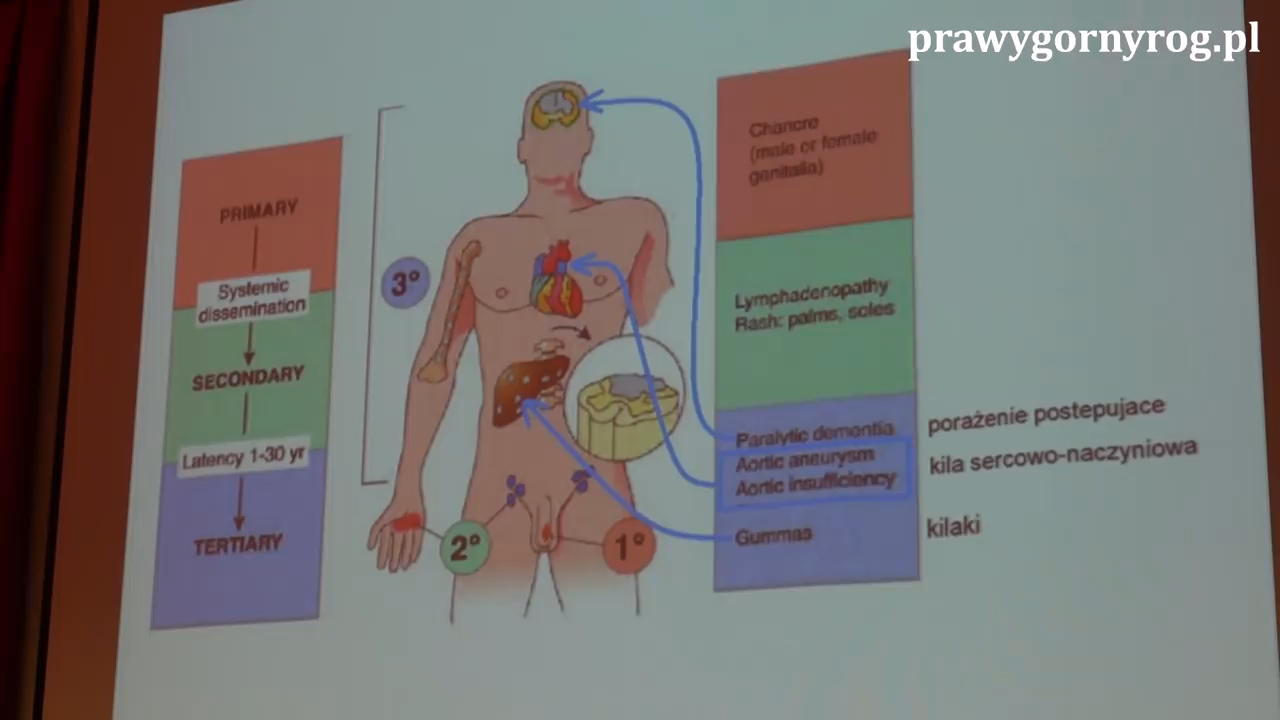 prawygornyrog.pl
PRIMARY
Systemic
dissemination
SECONDARY
Latency 1-30 yr
TERTIARY
3°
2°
1°
Chancre
(male or female
genitalia)
Lymphadenopathy
Rash: palms, soles
Paralytic dementia
Aortic aneurysm
Aortic insufficiency
Gummas
porażenie postepujace
kila sercowo-naczyniowa
kilaki